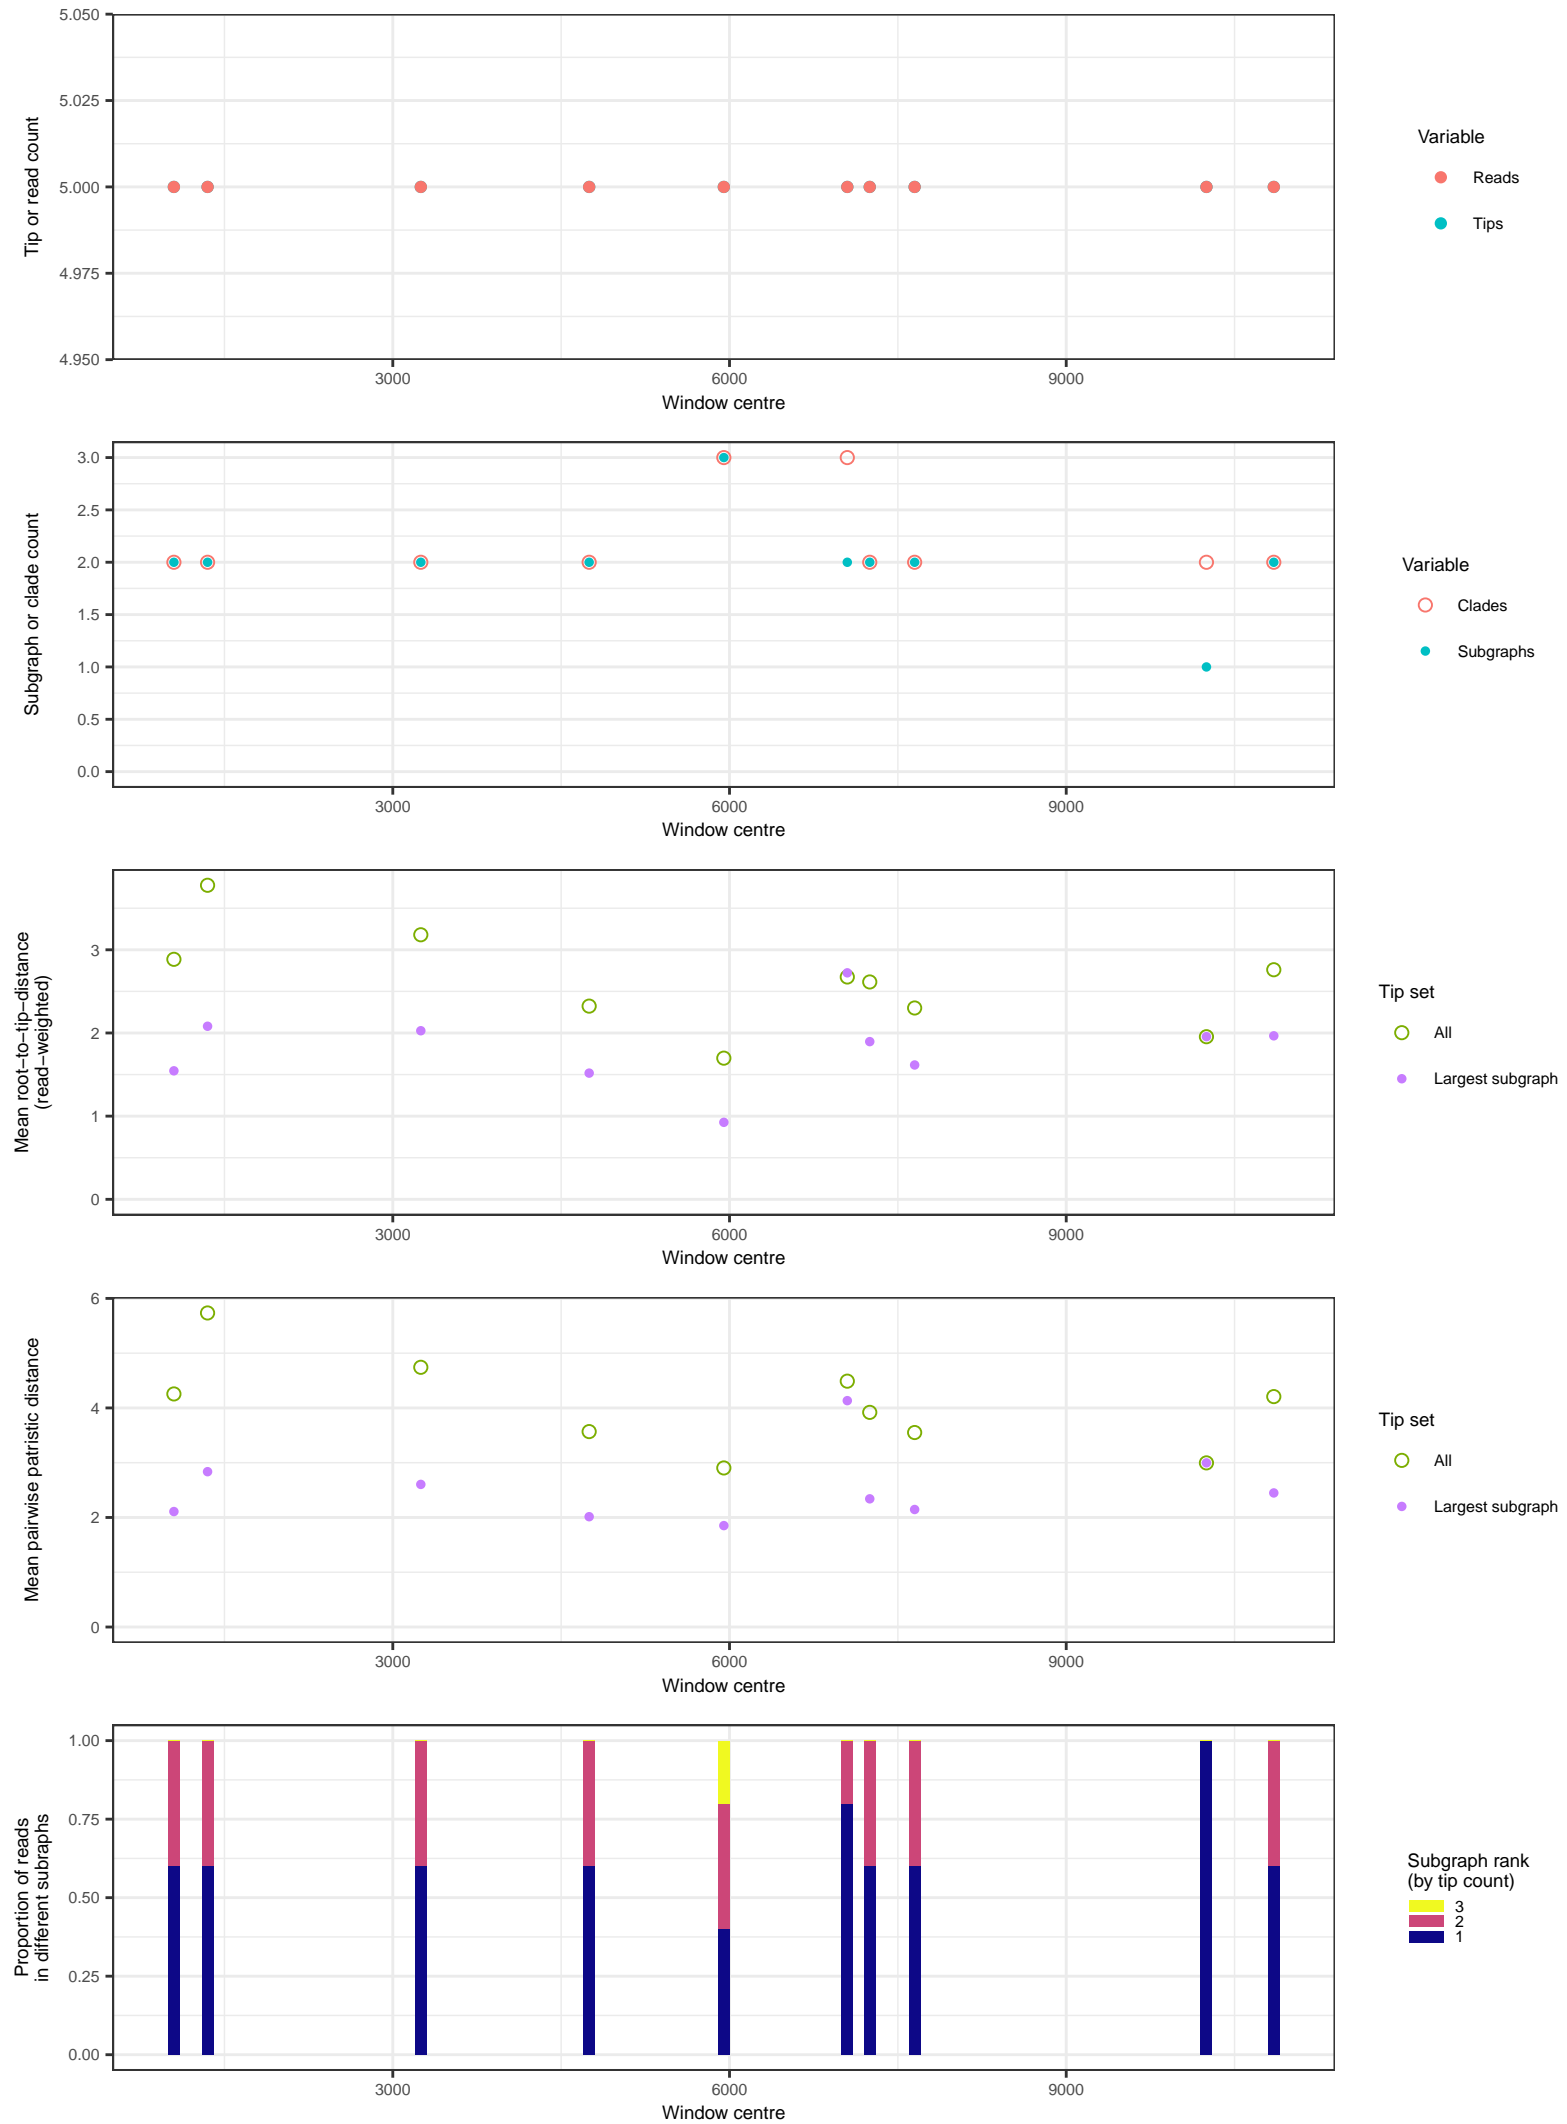 5.050
5.025
5.000
4.975
4.950
Tip or read count
3000 6000 9000
Window centre
Variable
Reads
Tips
3.0
2.5
2.0
1.5
1.0
0.5
0.0
Subgraph or clade count
3000 6000 9000
Window centre
Variable
Clades
Subgraphs
3
2
1
0
Mean root−to−tip−distance
(read−weighted)
3000 6000 9000
Window centre
Tip set
All
Largest subgraph
6
4
2
0
Mean pairwise patristic distance
3000 6000 9000
Window centre
Tip set
All
Largest subgraph
1.00
0.75
0.50
0.25
0.00
Proportion of reads
in different subraphs
3000 6000 9000
Window centre
Subgraph rank
(by tip count)
3
2
1